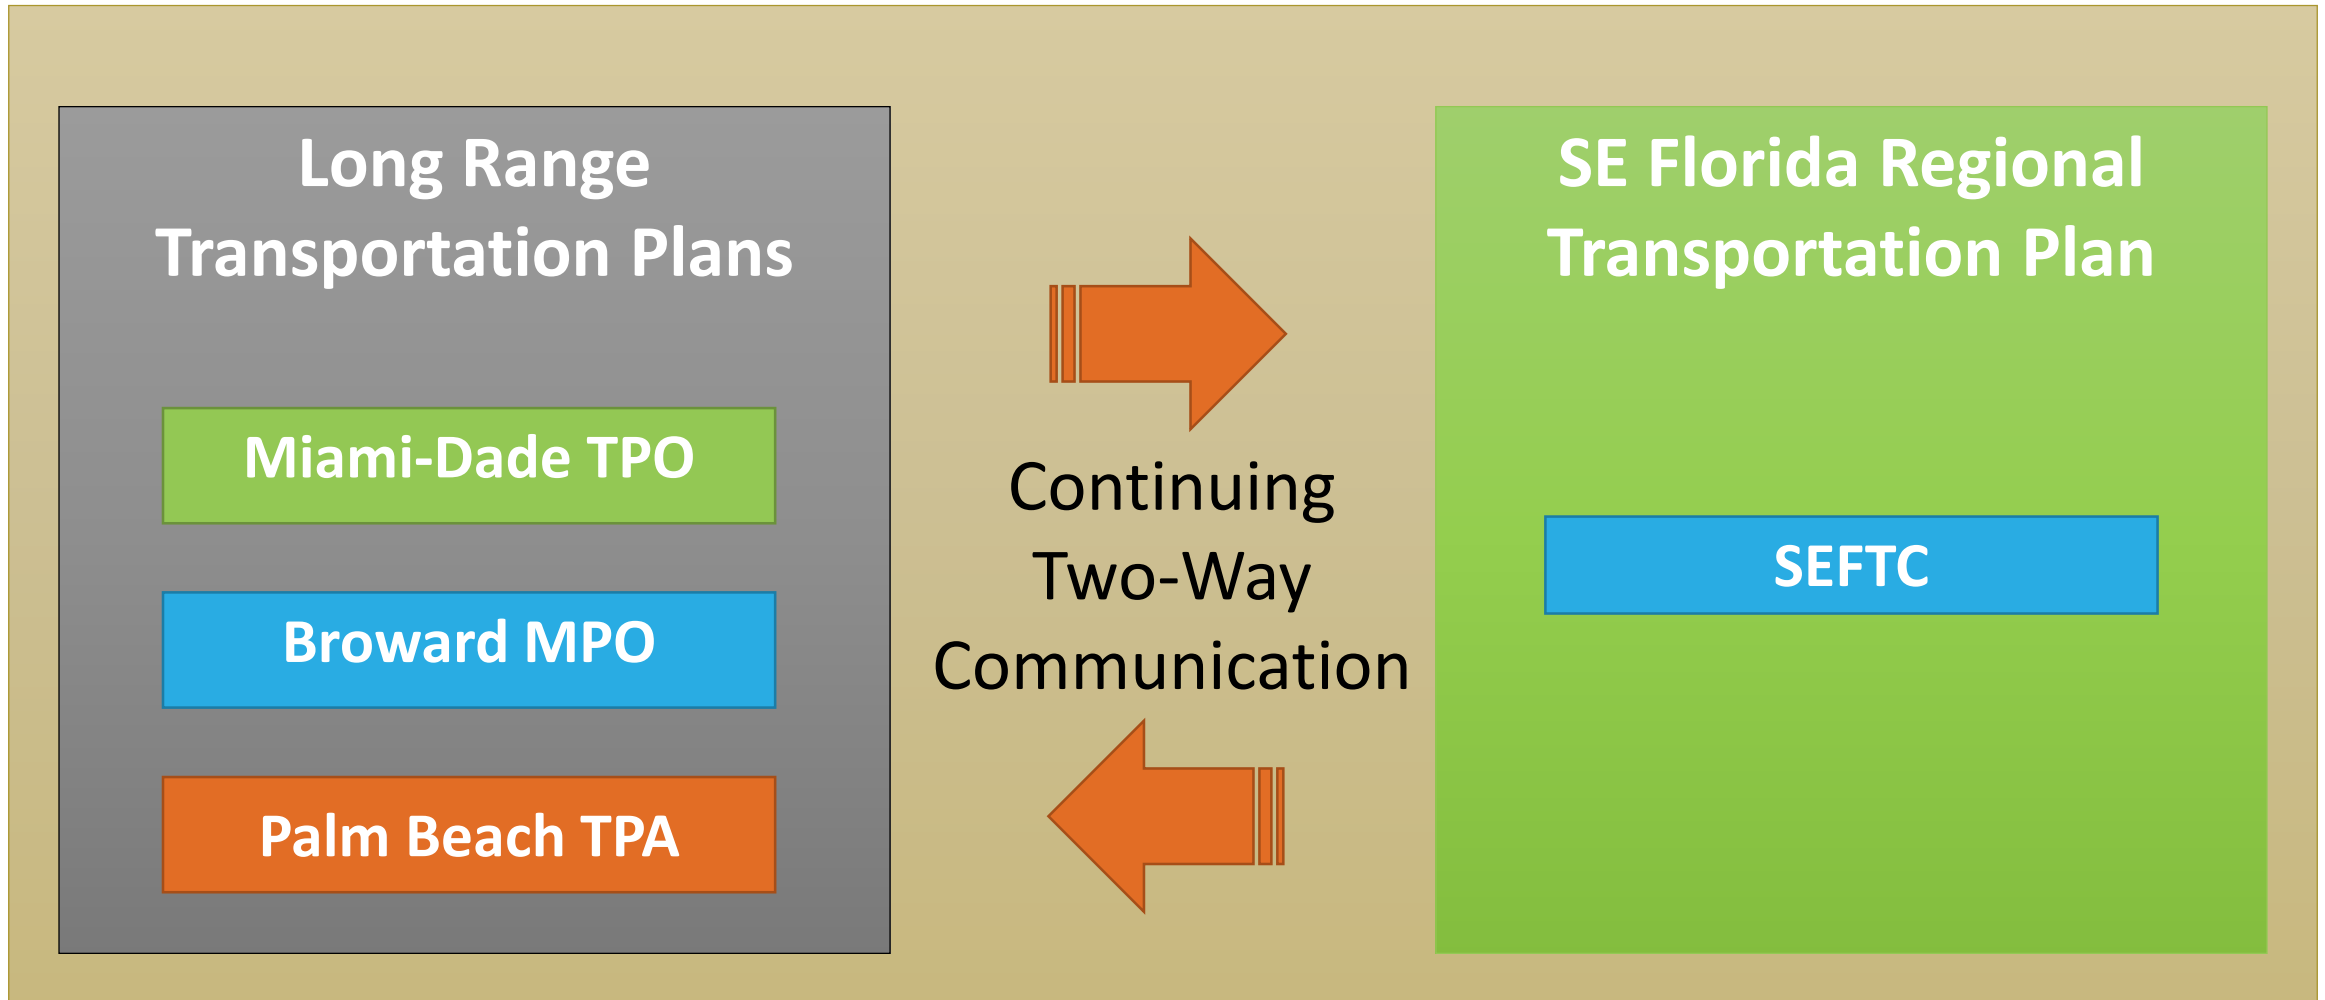 Long Range
Transportation Plans
Miami-Dade TPO
Broward MPO
Palm Beach TPA
Continuing
Two-Way
Communication
SE Florida Regional
Transportation Plan
SEFTC